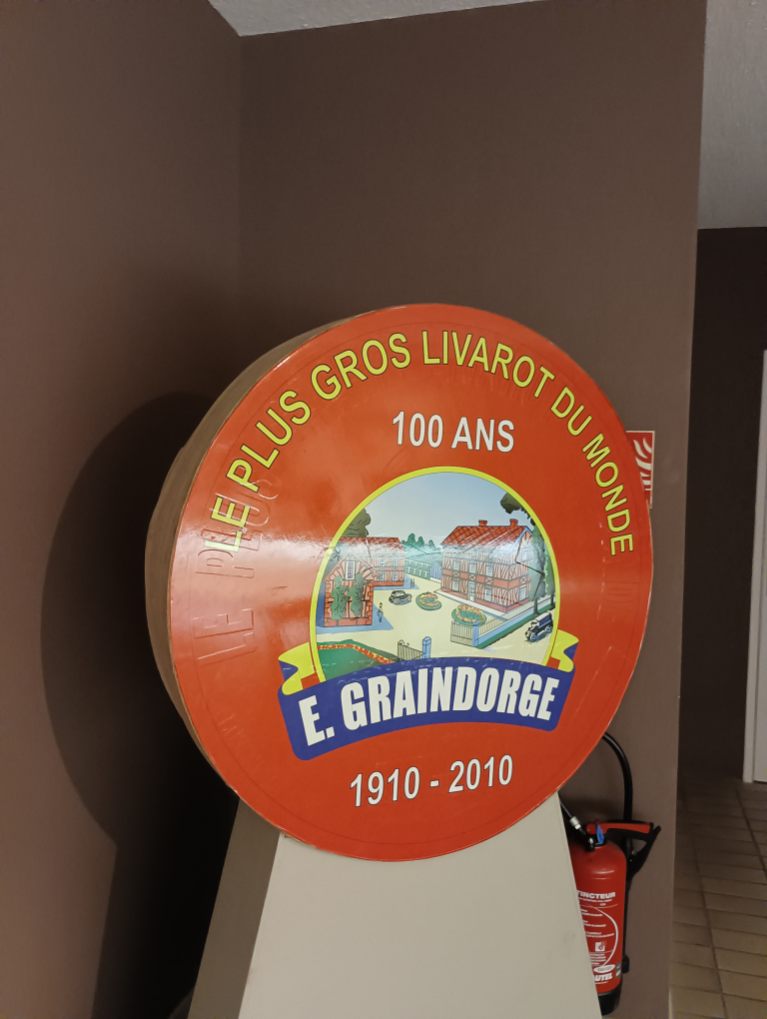 LE PLUS GROS LIVAROT DU MONDE
100 ANS
E. GRAINDORGE
1910 - 2010